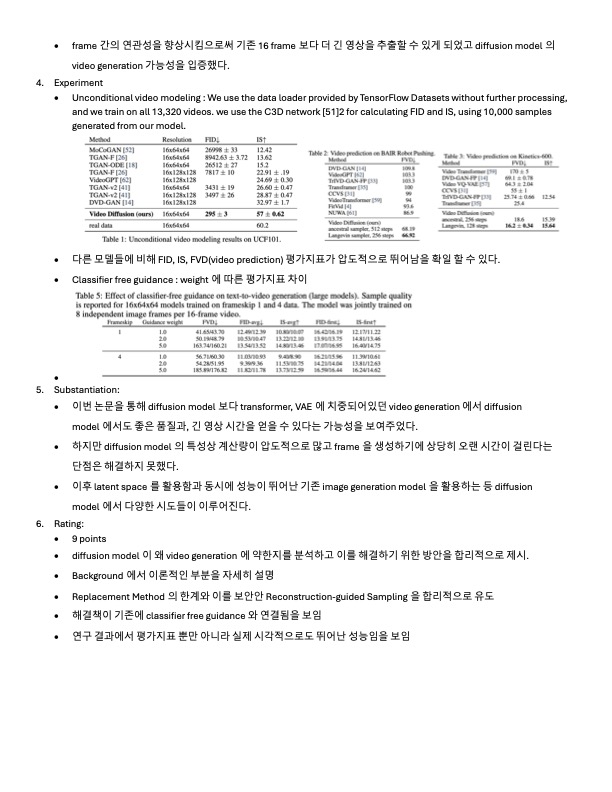 • frame 간의 연관성을 향상시킴으로써 기존 16 frame 보다 더 긴 영상을 추출할 수 있게 되었고 diffusion model 의
video generation 가능성을 입증했다.
4. Experiment
• Unconditional video modeling : We use the data loader provided by TensorFlow Datasets without further processing,
and we train on all 13,320 videos. we use the C3D network [51]2 for calculating FID and IS, using 10,000 samples
generated from our model.
Method Resolution FID↓ IS↑
MoCoGAN [52] 16x64x64 26998 ± 33 12.42
TGAN-F [26] 16x64x64 8942.63 ± 3.72 13.62
TGAN-ODE [18] 16x64x64 26512 ± 27 15.2
TGAN-F [26] 16x128x128 7817 ± 10 22.91 ± .19
VideoGPT [62] 16x128x128 24.69 ± 0.30
TGAN-v2 [41] 16x64x64 3431 ± 19 26.60 ± 0.47
TGAN-v2 [41] 16x128x128 3497 ± 26 28.87 ± 0.47
DVD-GAN [14] 16x128x128 32.97 ± 1.7
Video Diffusion (ours) 16x64x64 295 ± 3 57 ± 0.62
real data 16x64x64 60.2
Table 1: Unconditional video modeling results on UCF101.
Table 2: Video prediction on BAIR Robot Pushing.
Method FVD↓
DVD-GAN [14] 109.8
VideoGPT [62] 103.3
TrIVD-GAN-FP [33] 103.3
Transframer [35] 100
CCVS [31] 99
VideoTransformer [59] 94
FitVid [4] 93.6
NUWA [61] 86.9
Video Diffusion (ours)
ancestral sampler, 512 steps 68.19
Langevin sampler, 256 steps 66.92
Table 3: Video prediction on Kinetics-600.
Method FVD↓ IS↑
Video Transformer [59] 170 ± 5
DVD-GAN-FP [14] 69.1 ± 0.78
Video VQ-VAE [57] 64.3 ± 2.04
CCVS [31] 55 ± 1
TrIVD-GAN-FP [33] 25.74 ± 0.66 12.54
Transframer [35] 25.4
Video Diffusion (ours)
ancestral, 256 steps 18.6 15.39
Langevin, 128 steps 16.2 ± 0.34 15.64
• 다른 모델들에 비해 FID, IS, FVD(video prediction) 평가지표가 압도적으로 뛰어남을 확일 할 수 있다.
• Classifier free guidance : weight 에 따른 평가지표 차이
Table 5: Effect of classifier-free guidance on text-to-video generation (large models). Sample quality
is reported for 16x64x64 models trained on frameskip 1 and 4 data. The model was jointly trained on
8 independent image frames per 16-frame video.
Frameskip Guidance weight FVD↓ FID-avg↓ IS-avg↑ FID-first↓ IS-first↑
1 1.0 41.65/43.70 12.49/12.39 10.80/10.07 16.42/16.19 12.17/11.22
2.0 50.19/48.79 10.53/10.47 13.22/12.10 13.91/13.75 14.81/13.46
5.0 163.74/160.21 13.54/13.52 14.80/13.46 17.07/16.95 16.40/14.75
4 1.0 56.71/60.30 11.03/10.93 9.40/8.90 16.21/15.96 11.39/10.61
2.0 54.28/51.95 9.39/9.36 11.53/10.75 14.21/14.04 13.81/12.63
5.0 185.89/176.82 11.82/11.78 13.73/12.59 16.59/16.44 16.24/14.62
•
5. Substantiation:
• 이번 논문을 통해 diffusion model 보다 transformer, VAE 에 치중되어있던 video generation 에서 diffusion
model 에서도 좋은 품질과, 긴 영상 시간을 얻을 수 있다는 가능성을 보여주었다.
• 하지만 diffusion model 의 특성상 계산량이 압도적으로 많고 frame 을 생성하기에 상당히 오랜 시간이 걸린다는
단점은 해결하지 못했다.
• 이후 latent space 를 활용함과 동시에 성능이 뛰어난 기존 image generation model 을 활용하는 등 diffusion
model 에서 다양한 시도들이 이루어진다.
6. Rating:
• 9 points
• diffusion model 이 왜 video generation 에 약한지를 분석하고 이를 해결하기 위한 방안을 합리적으로 제시.
• Background 에서 이론적인 부분을 자세히 설명
• Replacement Method 의 한계와 이를 보안안 Reconstruction-guided Sampling 을 합리적으로 유도
• 해결책이 기존에 classifier free guidance 와 연결됨을 보임
• 연구 결과에서 평가지표 뿐만 아니라 실제 시각적으로도 뛰어난 성능임을 보임